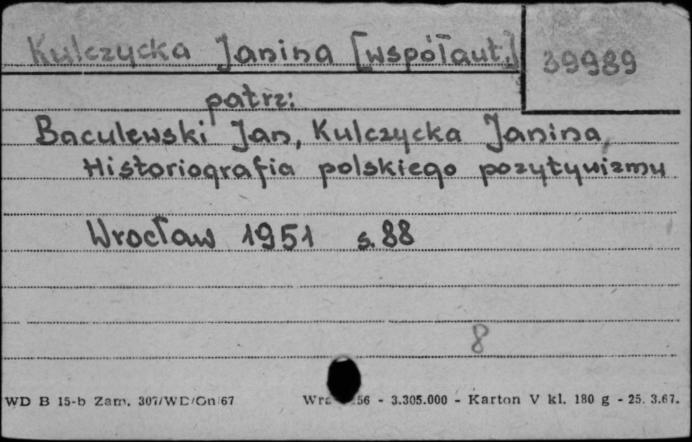 Kulczycka Janina [współaut.] 39989
patrz:
Baculewski Jan, Kulczycka Janina,
Historiografia polskiego pozytywizmu
Wrocław 1951 s. 88
8
WD B 15-b Zam. 307/WD/Gn/67 56 - 3.305.000 - Karton V kl. 180 g - 25. 3.67.